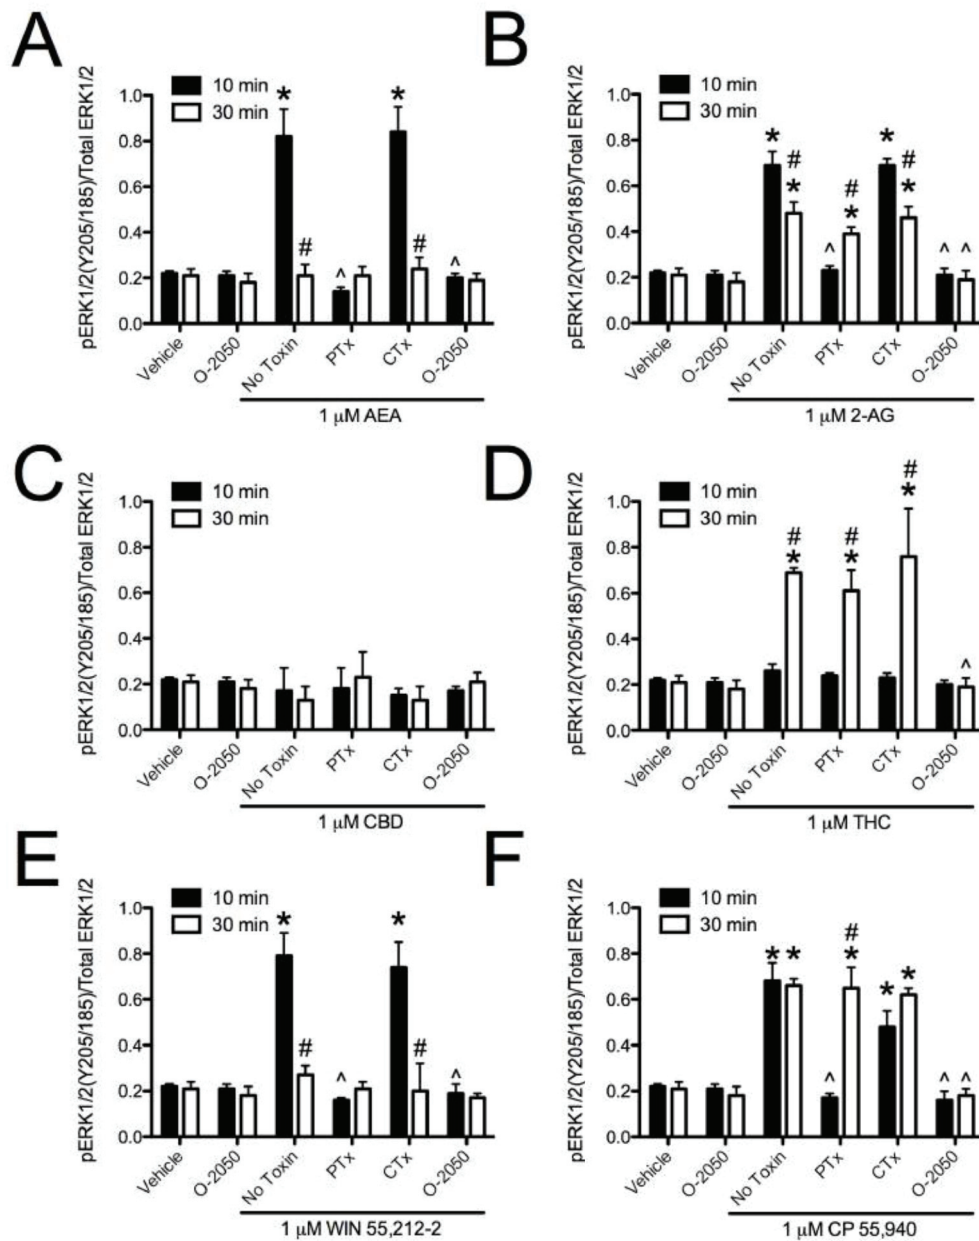 A
pERK1/2(Y205/185)/Total ERK1/2
10 min
30 min
1.0
0.8
0.6
0.4
0.2
0.0
*
#
^
*
#
^
Vehicle
O-2050
No Toxin
PTx
CTx
O-2050
1 μM AEA
B
pERK1/2(Y205/185)/Total ERK1/2
10 min
30 min
1.0
0.8
0.6
0.4
0.2
0.0
*
#
*
^
#
*
*
#
*
^ ^
Vehicle
O-2050
No Toxin
PTx
CTx
O-2050
1 μM 2-AG
C
pERK1/2(Y205/185)/Total ERK1/2
10 min
30 min
1.0
0.8
0.6
0.4
0.2
0.0
Vehicle
O-2050
No Toxin
PTx
CTx
O-2050
1 μM CBD
D
pERK1/2(Y205/185)/Total ERK1/2
10 min
30 min
1.0
0.8
0.6
0.4
0.2
0.0
#
*
#
*
#
*
^
Vehicle
O-2050
No Toxin
PTx
CTx
O-2050
1 μM THC
E
pERK1/2(Y205/185)/Total ERK1/2
10 min
30 min
1.0
0.8
0.6
0.4
0.2
0.0
*
#
^
*
#
^
Vehicle
O-2050
No Toxin
PTx
CTx
O-2050
1 μM WIN 55,212-2
F
pERK1/2(Y205/185)/Total ERK1/2
10 min
30 min
1.0
0.8
0.6
0.4
0.2
0.0
* *
^
#
*
*
*
^ ^
Vehicle
O-2050
No Toxin
PTx
CTx
O-2050
1 μM CP 55,940